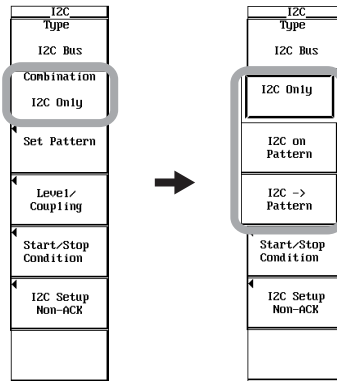 I2C
Type
I2C Bus
Combination
I2C Only
Set Pattern
Level/
Coupling
Start/Stop
Condition
I2C Setup
Non-ACK
I2C
Type
I2C Bus
I2C Only
I2C on
Pattern
I2C ->
Pattern
Start/Stop
Condition
I2C Setup
Non-ACK